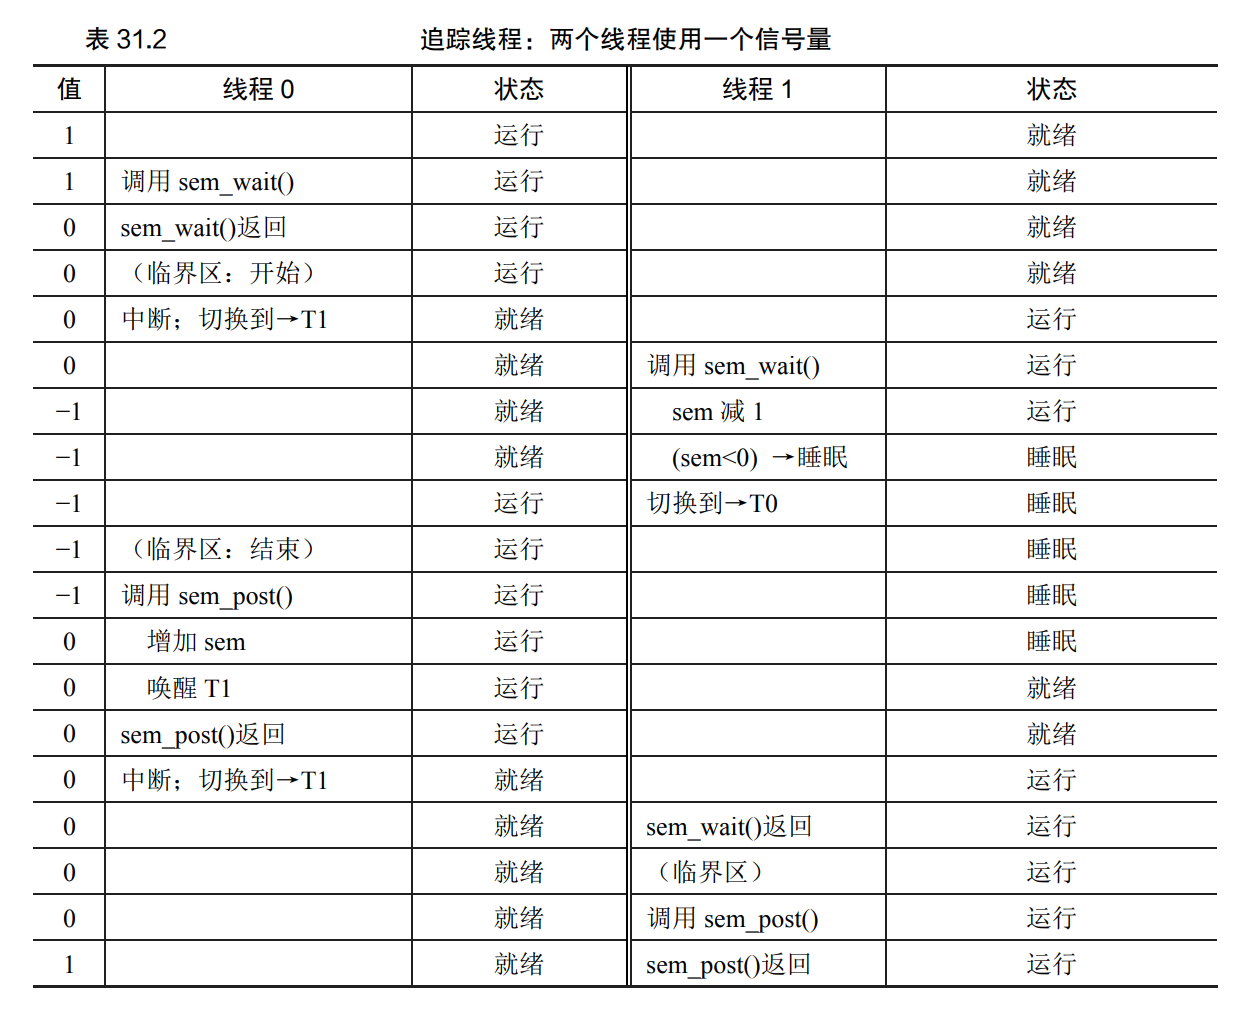 表 31.2 追踪线程：两个线程使用一个信号量
值 线程 0 状态 线程 1 状态
1 运行 就绪
1 调用 sem_wait() 运行 就绪
0 sem_wait()返回 运行 就绪
0 （临界区：开始） 运行 就绪
0 中断；切换到→T1 就绪 运行
0 就绪 调用 sem_wait() 运行
−1 就绪 sem 减 1 运行
−1 就绪 (sem<0) →睡眠 睡眠
−1 运行 切换到→T0 睡眠
−1 （临界区：结束） 运行 睡眠
−1 调用 sem_post() 运行 睡眠
0 增加 sem 运行 睡眠
0 唤醒 T1 运行 就绪
0 sem_post()返回 运行 就绪
0 中断；切换到→T1 就绪 运行
0 就绪 sem_wait()返回 运行
0 就绪 （临界区） 运行
0 就绪 调用 sem_post() 运行
1 就绪 sem_post()返回 运行